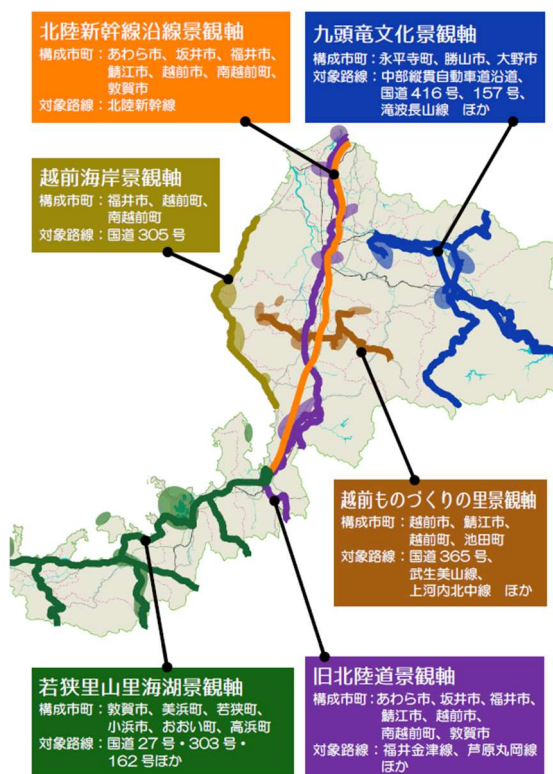 北陸新幹線沿線景観軸
構成市町：あわら市、坂井市、福井市、
鯖江市、越前市、南越前町、
敦賀市
対象路線：北陸新幹線
九頭竜文化景観軸
構成市町：永平寺町、勝山市、大野市
対象路線：中部縦貫自動車道沿道、
国道416号、157号、
滝波長山線　ほか
越前海岸景観軸
構成市町：福井市、越前町、
南越前町
対象路線：国道305号
越前ものづくりの里景観軸
構成市町：越前市、鯖江市、
越前町、池田町
対象路線：国道365号、
武生美山線、
上河内北中線　ほか
若狭里山里海湖景観軸
構成市町：敦賀市、美浜町、若狭町、
小浜市、おおい町、高浜町
対象路線：国道27号・303号・
162号ほか
旧北陸道景観軸
構成市町：あわら市、坂井市、福井市、
鯖江市、越前市、
南越前町、敦賀市
対象路線：福井金津線、芦原丸岡線
ほか